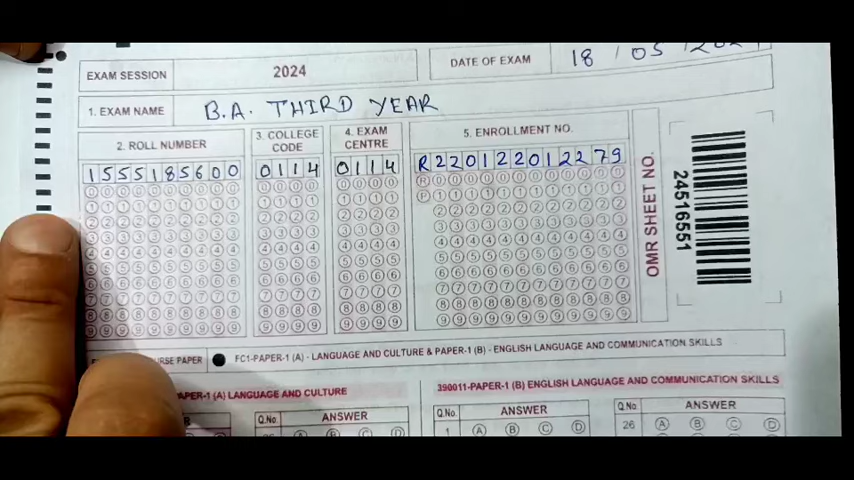 EXAM SESSION 2024 DATE OF EXAM 18 / 05 /
1. EXAM NAME B.A. THIRD YEAR
2. ROLL NUMBER 3. COLLEGE CODE 4. EXAM CENTRE 5. ENROLLMENT NO.
1555185600 0114 0114 R220122012279
OMR SHEET NO.
24516551
COURSE PAPER FC1-PAPER-1 (A) - LANGUAGE AND CULTURE & PAPER-1 (B) - ENGLISH LANGUAGE AND COMMUNICATION SKILLS
PAPER-1 (A) LANGUAGE AND CULTURE 390011-PAPER-1 (B) ENGLISH LANGUAGE AND COMMUNICATION SKILLS
Q.No. ANSWER Q.No. ANSWER Q.No. ANSWER
A B C D 1 A B C D 26 A B C D